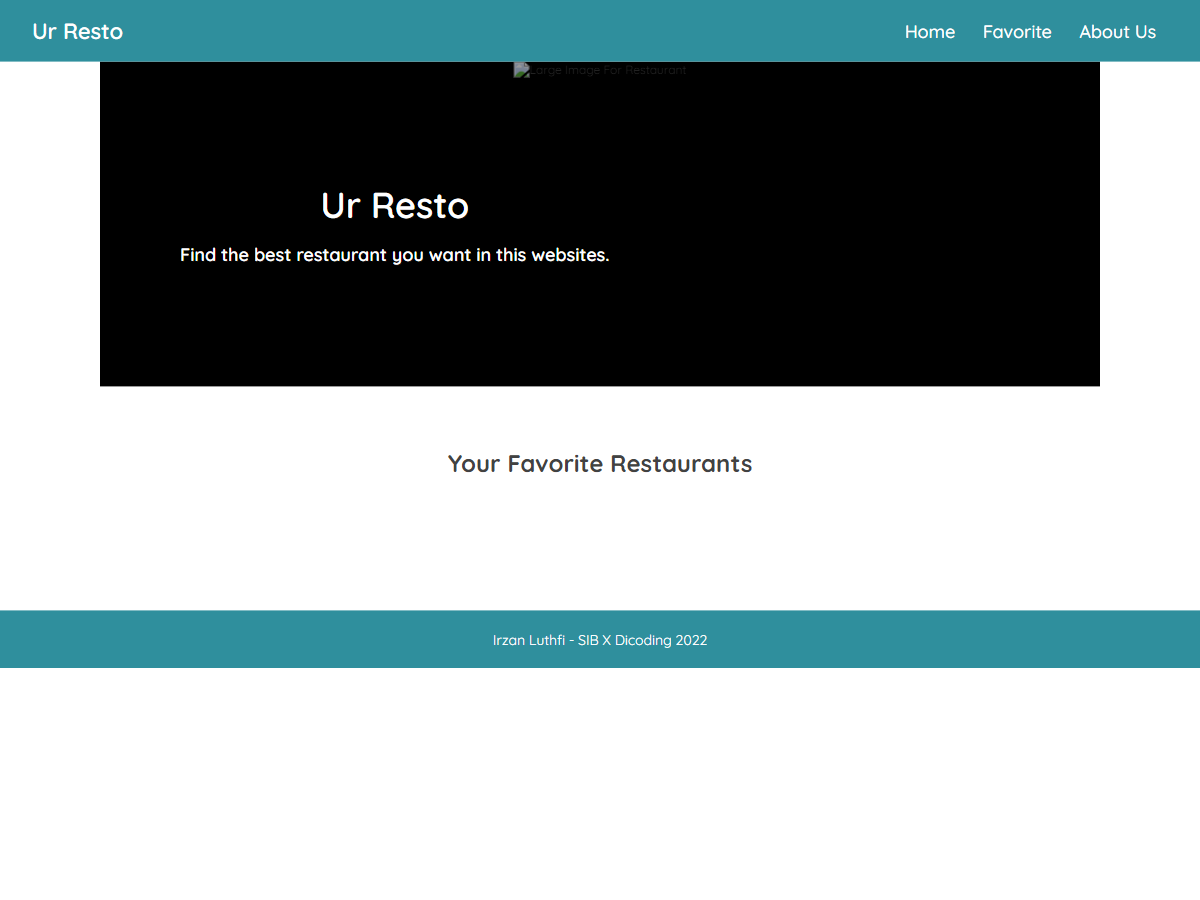 Ur Resto
Home Favorite About Us
Large Image For Restaurant
Ur Resto
Find the best restaurant you want in this websites.
Your Favorite Restaurants
Irzan Luthfi - SIB X Dicoding 2022